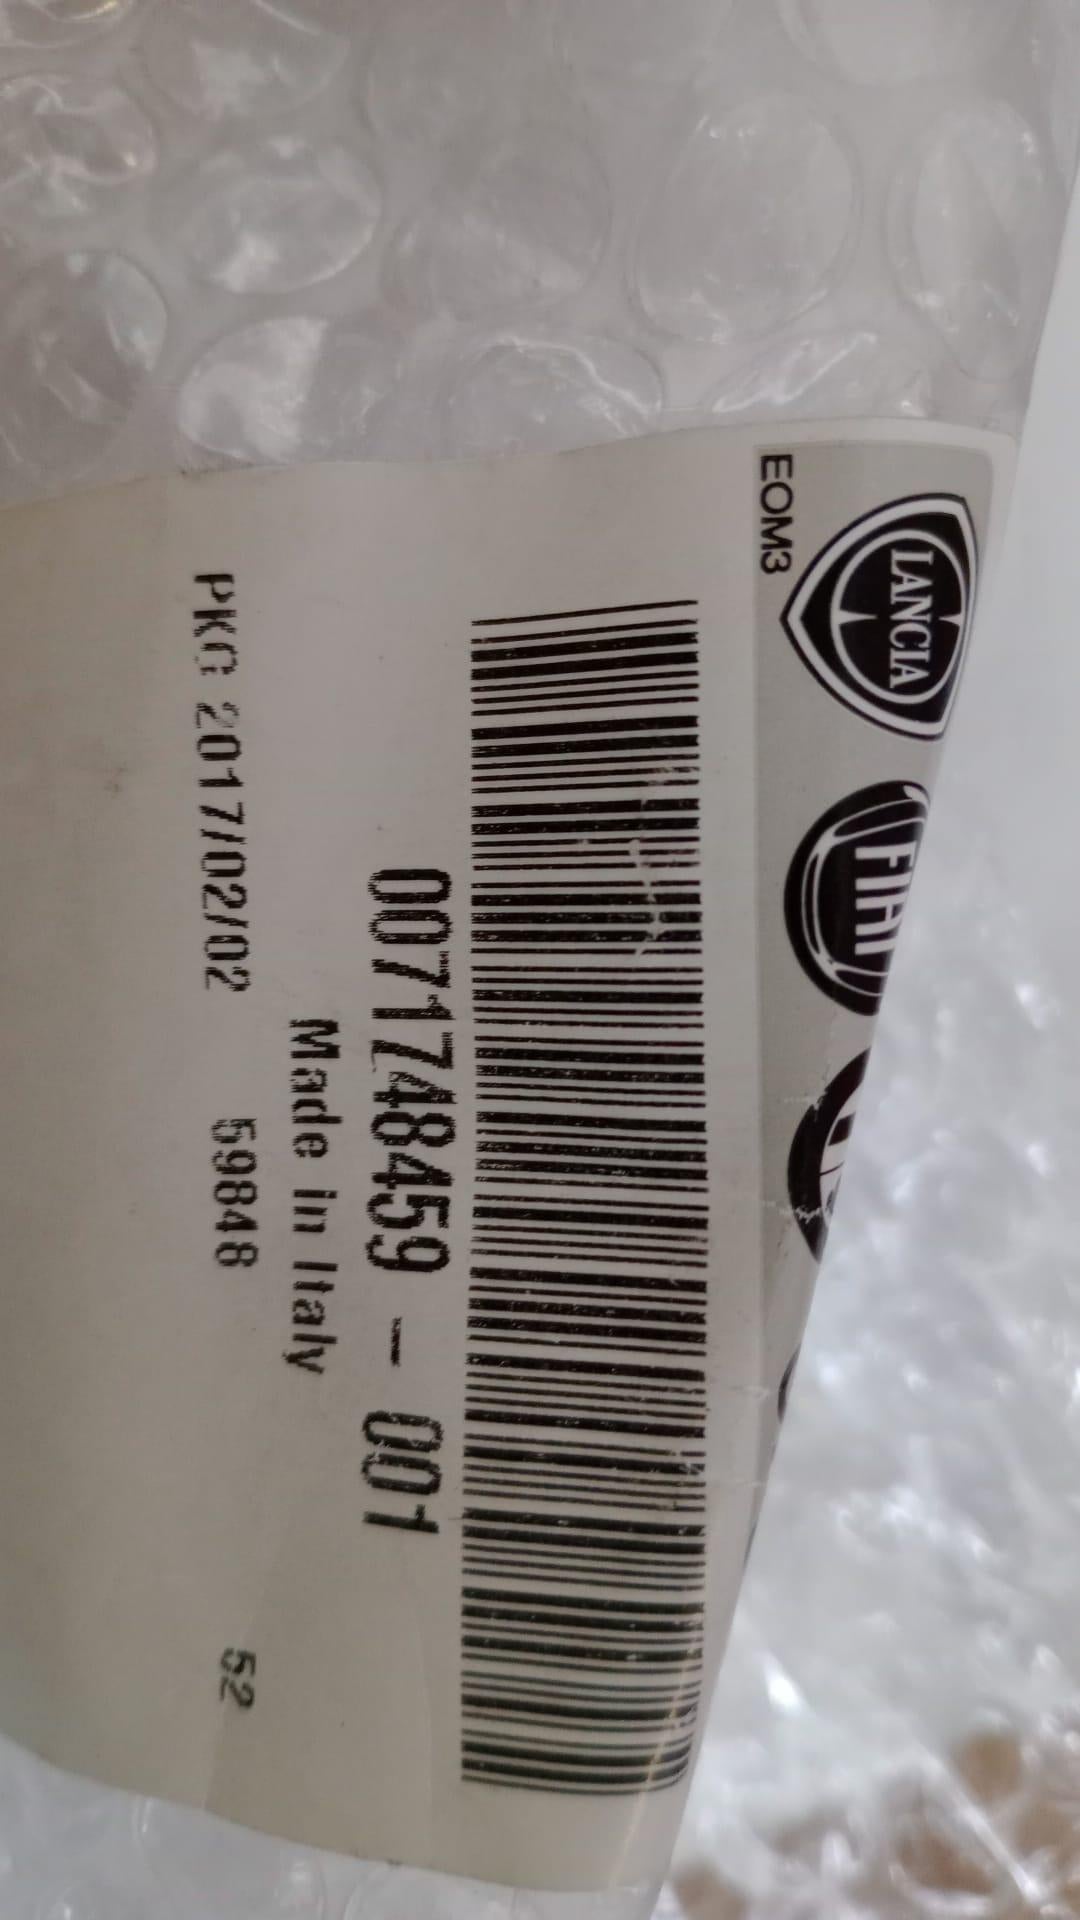 LANCIA
FIAT
EOM3
0071748459 - 001
Made in Italy
PKG 2017/02/02 59848 52